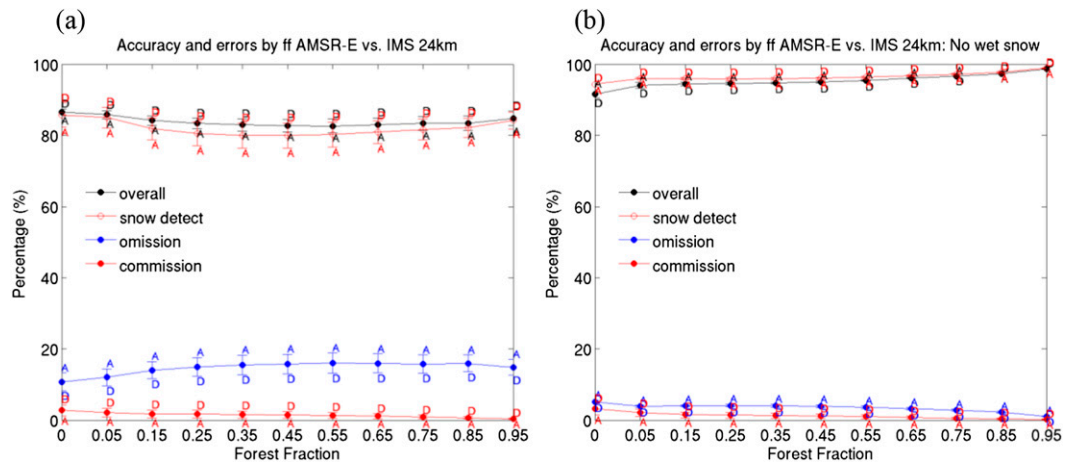 (a)
Accuracy and errors by ff AMSR-E vs. IMS 24km
100
80
60
40
20
0
Percentage (%)
overall
snow detect
omission
commission
0 0.05 0.15 0.25 0.35 0.45 0.55 0.65 0.75 0.85 0.95
Forest Fraction
(b)
Accuracy and errors by ff AMSR-E vs. IMS 24km: No wet snow
100
80
60
40
20
0
Percentage (%)
overall
snow detect
omission
commission
0 0.05 0.15 0.25 0.35 0.45 0.55 0.65 0.75 0.85 0.95
Forest Fraction